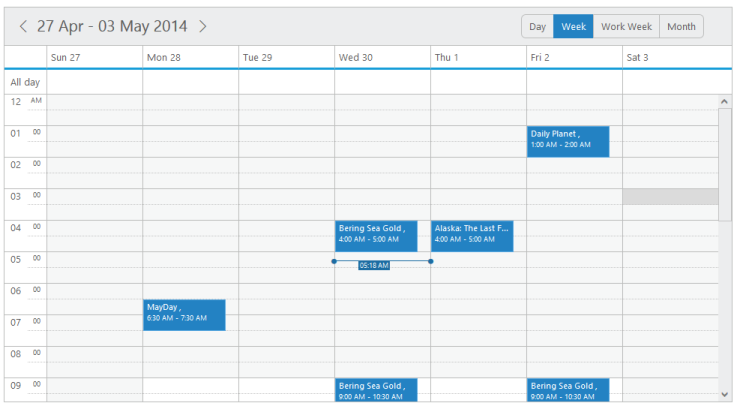 27 Apr - 03 May 2014
Day Week Work Week Month
Sun 27 Mon 28 Tue 29 Wed 30 Thu 1 Fri 2 Sat 3
All day
12 AM
01 00
Daily Planet ,
1:00 AM - 2:00 AM
02 00
03 00
04 00
Bering Sea Gold ,
4:00 AM - 5:00 AM
Alaska: The Last F...
4:00 AM - 5:00 AM
05 00
05:18 AM
06 00
MayDay ,
6:30 AM - 7:30 AM
07 00
08 00
09 00
Bering Sea Gold ,
9:00 AM - 10:30 AM
Bering Sea Gold ,
9:00 AM - 10:30 AM